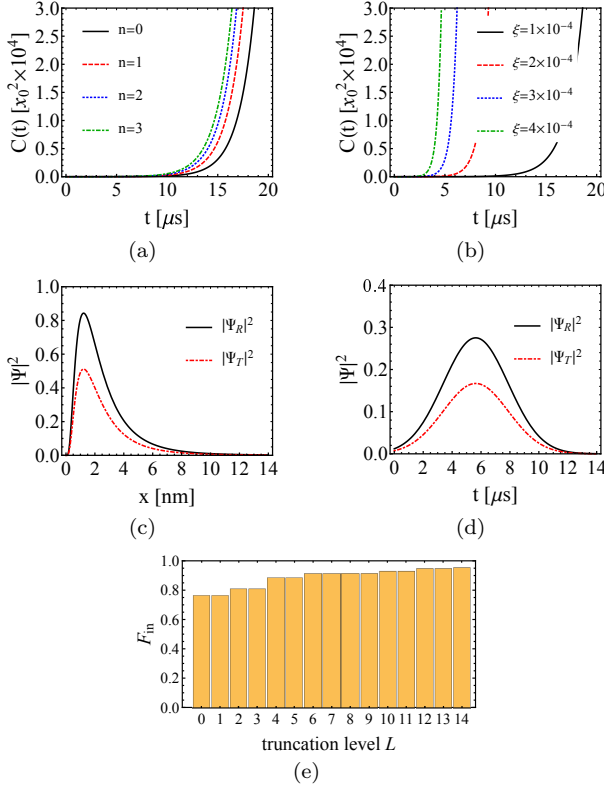 C(t) [x₀²×10⁴]
3.0
2.5
2.0
1.5
1.0
0.5
0.0
n=0
n=1
n=2
n=3
0 5 10 15 20
t [μs]
(a)
C(t) [x₀²×10⁴]
3.0
2.5
2.0
1.5
1.0
0.5
0.0
ξ=1×10⁻⁴
ξ=2×10⁻⁴
ξ=3×10⁻⁴
ξ=4×10⁻⁴
0 5 10 15 20
t [μs]
(b)
|Ψ|²
1.0
0.8
0.6
0.4
0.2
0.0
|Ψ_R|²
|Ψ_T|²
0 2 4 6 8 10 12 14
x [nm]
(c)
|Ψ|²
0.4
0.3
0.2
0.1
0.0
|Ψ_R|²
|Ψ_T|²
0 2 4 6 8 10 12 14
t [μs]
(d)
F_in
1.0
0.8
0.6
0.4
0.2
0.0
0 1 2 3 4 5 6 7 8 9 10 11 12 13 14
truncation level L
(e)